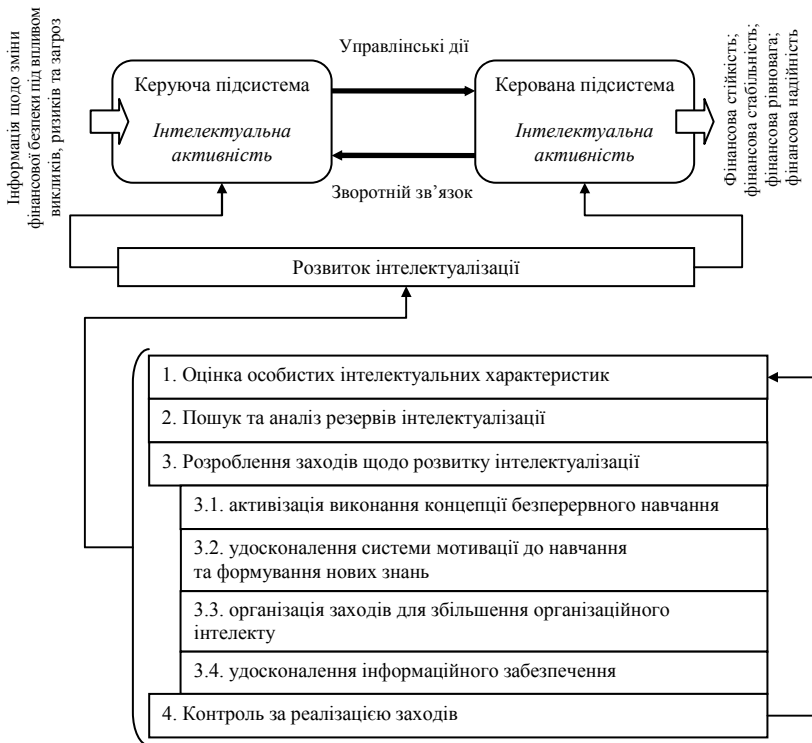 Інформація щодо зміни
фінансової безпеки під впливом
викликів, ризиків та загроз
Управлінські дії
Керуюча підсистема
Інтелектуальна
активність
Керована підсистема
Інтелектуальна
активність
Зворотній зв’язок
Фінансова стійкість;
фінансова стабільність;
фінансова рівновага;
фінансова надійність
Розвиток інтелектуалізації
1. Оцінка особистих інтелектуальних характеристик
2. Пошук та аналіз резервів інтелектуалізації
3. Розроблення заходів щодо розвитку інтелектуалізації
3.1. активізація виконання концепції безперервного навчання
3.2. удосконалення системи мотивації до навчання
та формування нових знань
3.3. організація заходів для збільшення організаційного
інтелекту
3.4. удосконалення інформаційного забезпечення
4. Контроль за реалізацією заходів